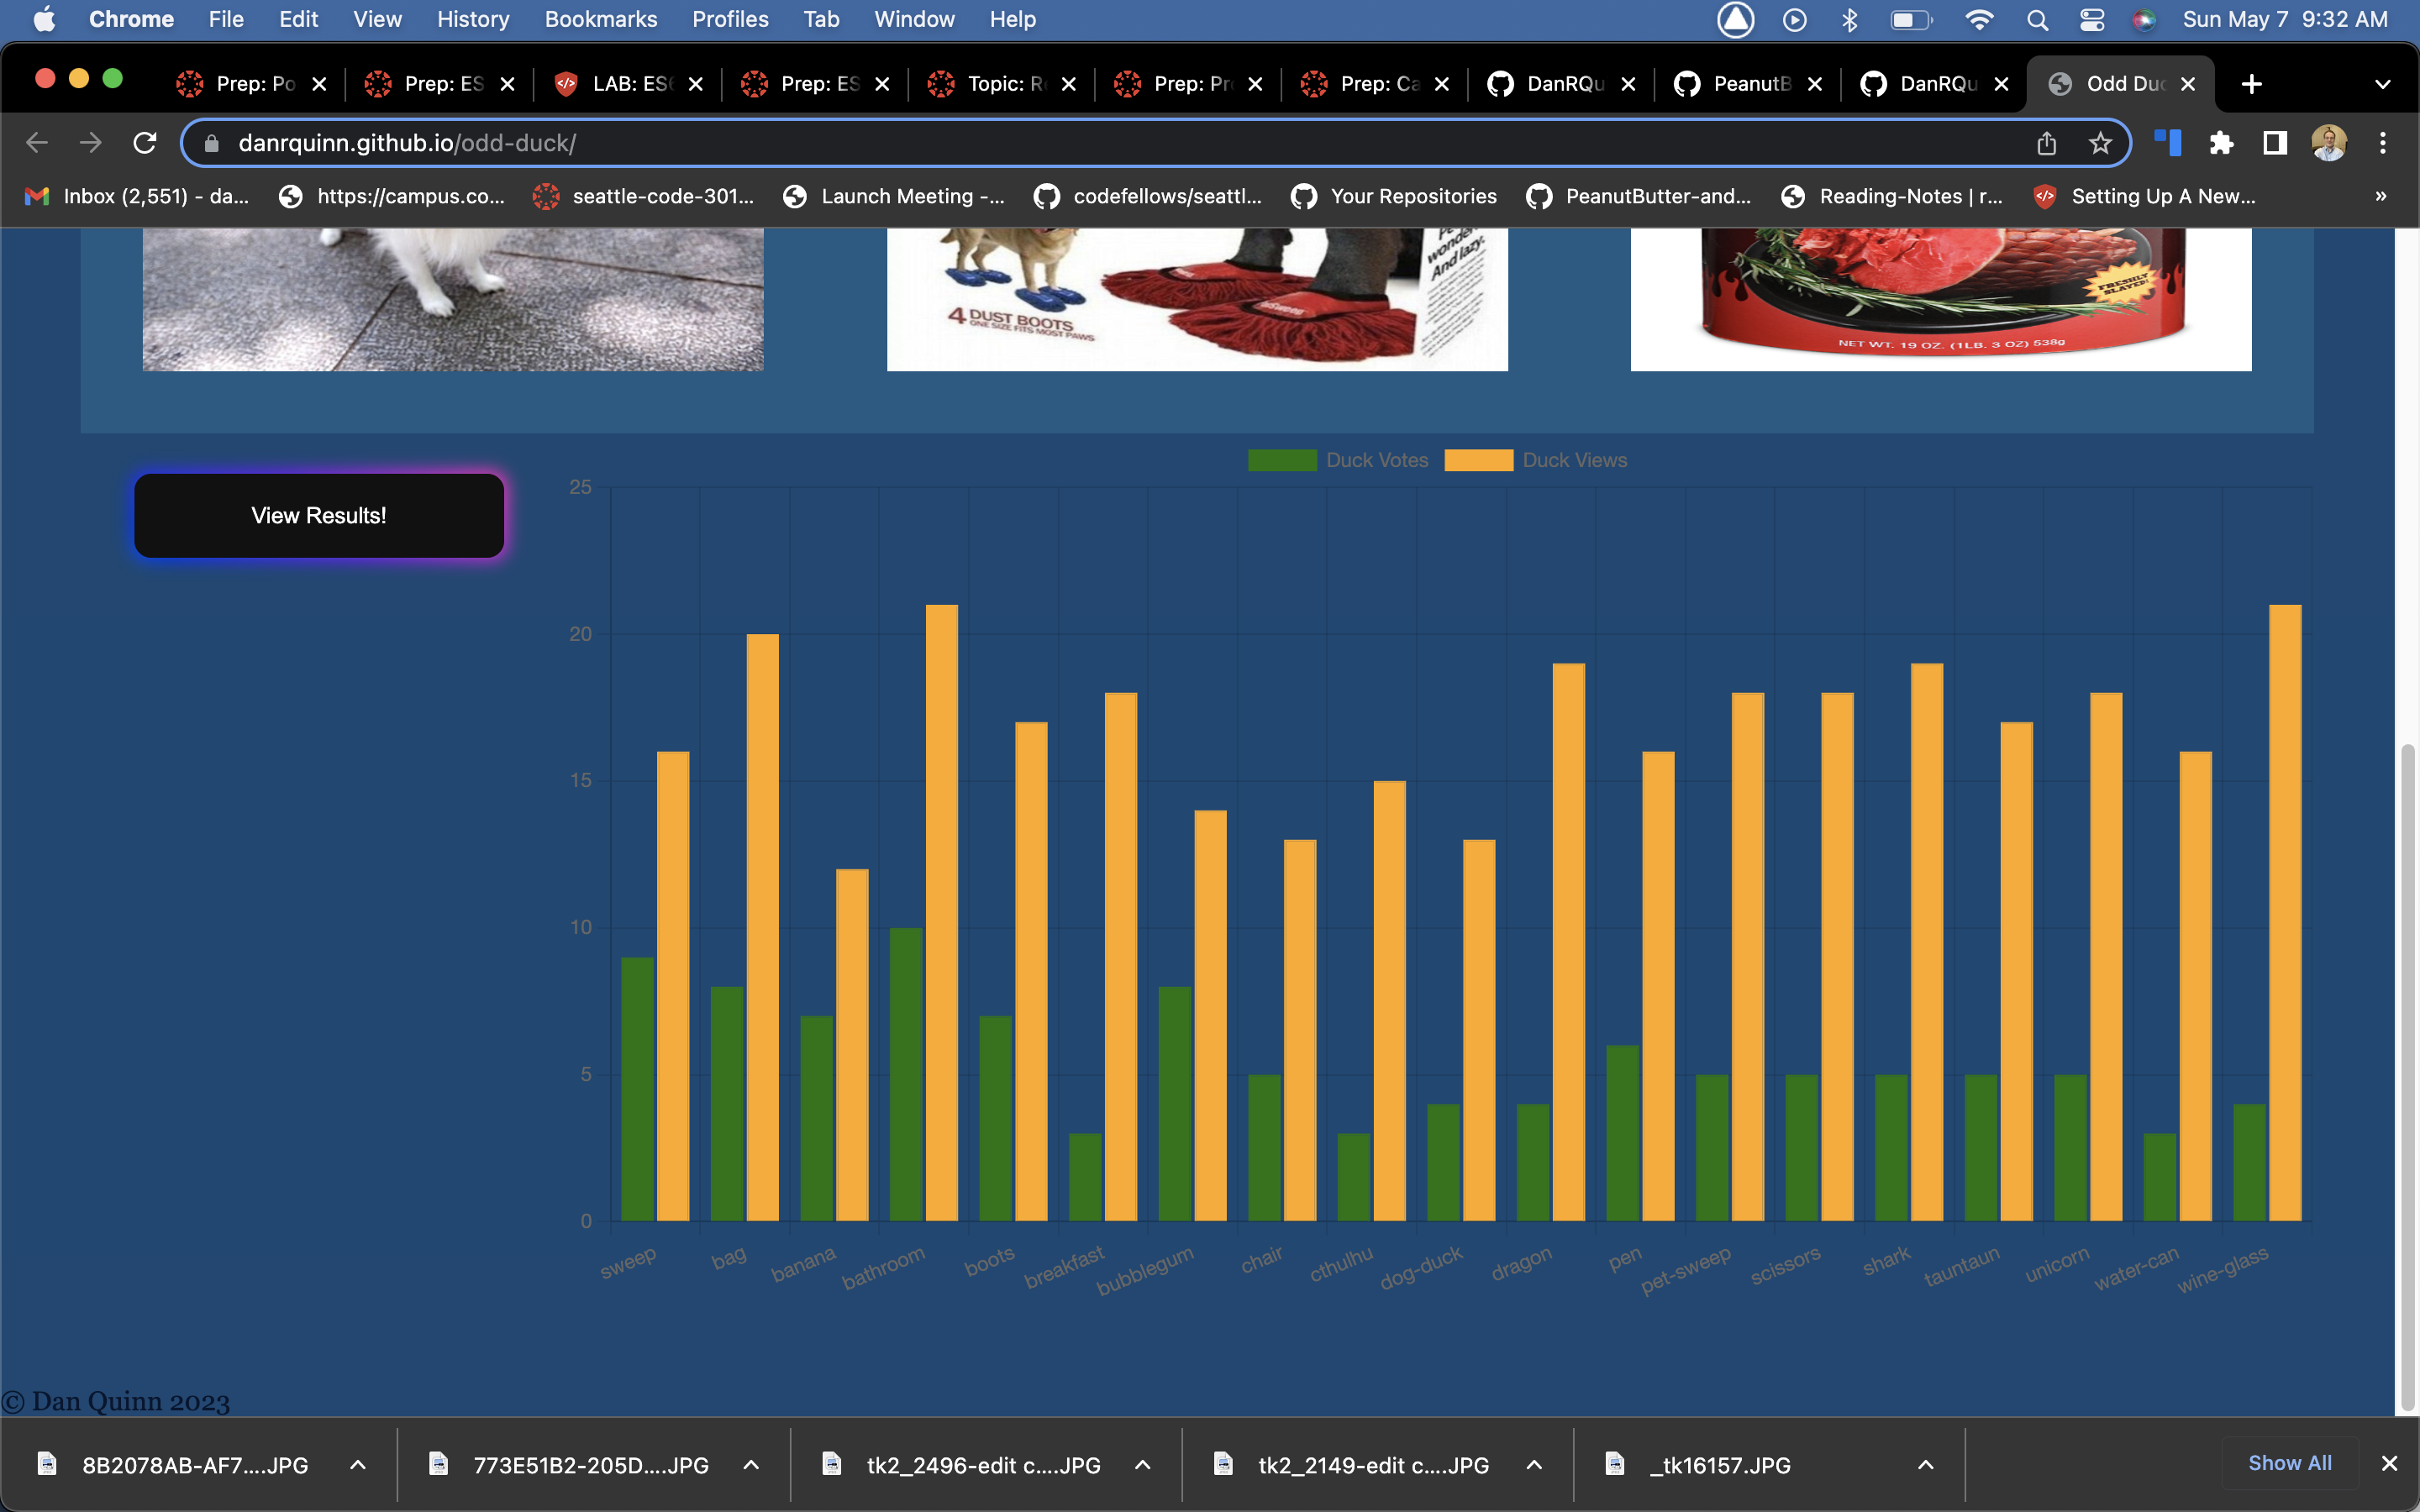 Chrome File Edit View History Bookmarks Profiles Tab Window Help Sun May 7 9:32 AM
Prep: Po Prep: ES LAB: ES6 Prep: ES Topic: R Prep: Pr Prep: Ca DanRQu PeanutB DanRQu Odd Duc
danrquinn.github.io/odd-duck/
Inbox (2,551) - da... https://campus.co... seattle-code-301... Launch Meeting -... codefellows/seattl... Your Repositories PeanutButter-and... Reading-Notes | r... Setting Up A New... »
wonder
And lazy.
4 DUST BOOTS
ONE SIZE FITS MOST PAWS
FRESHLY
SLAYED!
NET WT. 19 OZ. (1LB. 3 OZ) 538g
View Results!
Duck Votes Duck Views
25
20
15
10
5
0
sweep bag banana bathroom boots breakfast bubblegum chair cthulhu dog-duck dragon pen pet-sweep scissors shark tauntaun unicorn water-can wine-glass
© Dan Quinn 2023
8B2078AB-AF7....JPG 773E51B2-205D....JPG tk2_2496-edit c....JPG tk2_2149-edit c....JPG _tk16157.JPG Show All